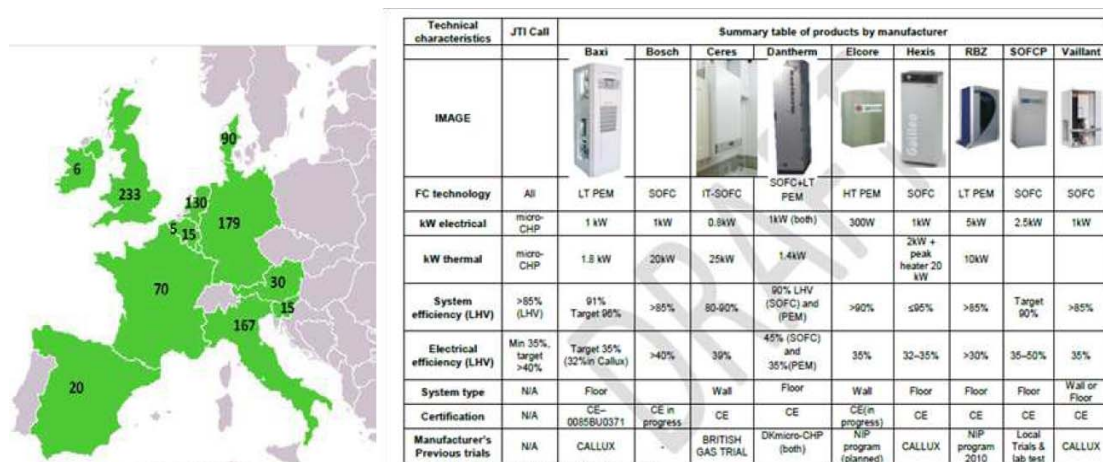 6
233
90
130
5
15
179
70
30
15
167
20
Technical characteristics JTI Call Summary table of products by manufacturer
Baxi Bosch Ceres Dantherm Elcore Hexis RBZ SOFCP Vaillant
IMAGE
Galileo
FC technology All LT PEM SOFC IT-SOFC SOFC+LT PEM HT PEM SOFC LT PEM SOFC SOFC
kW electrical micro-CHP 1 kW 1kW 0.8kW 1kW (both) 300W 1kW 5kW 2.5kW 1kW
kW thermal micro-CHP 1.8 kW 20kW 25kW 1.4kW 2kW + peak heater 20 kW 10kW
System efficiency (LHV) >85% (LHV) 91% Target 96% >85% 80-90% 90% LHV (SOFC) and (PEM) >90% ≤95% >85% Target 90% >85%
Electrical efficiency (LHV) Min 35%, target >40% Target 35% (32%in Callux) >40% 39% 45% (SOFC) and 35%(PEM) 35% 32–35% >30% 35–50% 35%
System type N/A Floor Wall Floor Wall Floor Floor Floor Wall or Floor
Certification N/A CE–0085BU0371 CE in progress CE CE CE(in progress) CE CE CE CE
Manufacturer's Previous trials N/A CALLUX - BRITISH GAS TRIAL DKmicro-CHP (both) NIP program (planned) CALLUX NIP program 2010 Local Trials & lab test CALLUX
DRAFT